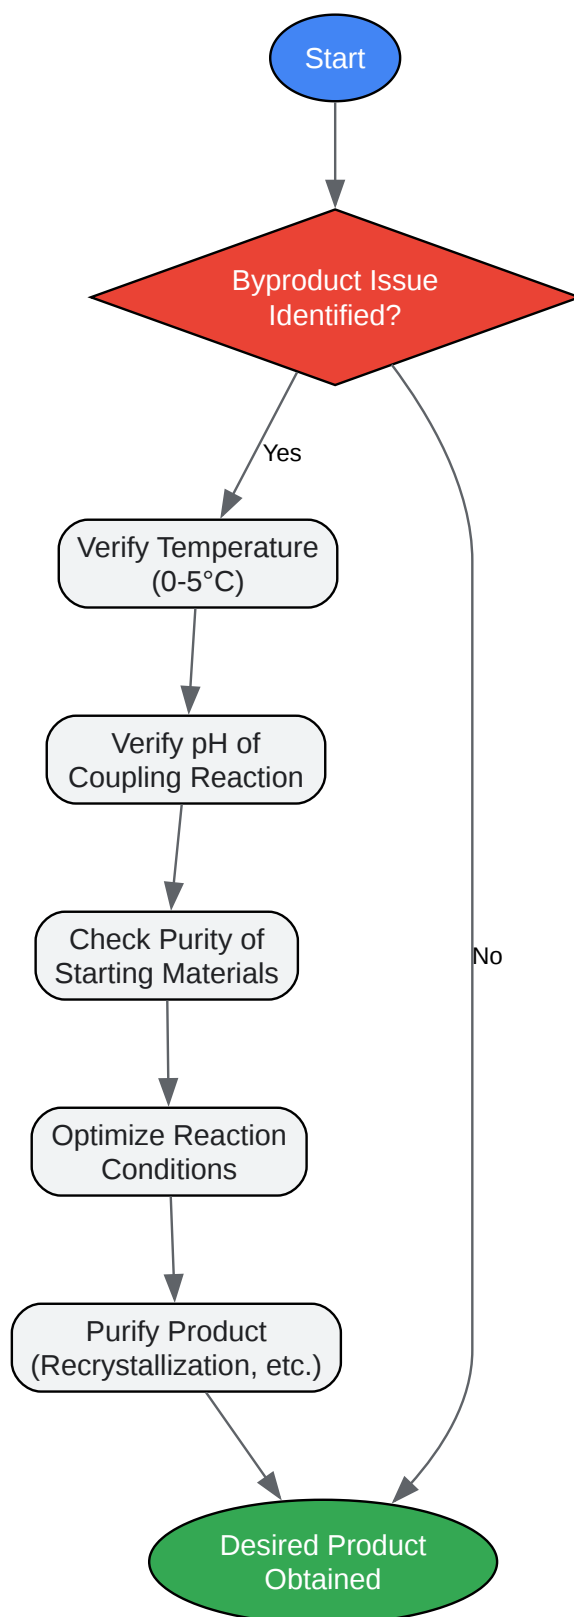 Start
Byproduct Issue
Identified?
Yes
Verify Temperature
(0-5°C)
Verify pH of
Coupling Reaction
Check Purity of
Starting Materials
No
Optimize Reaction
Conditions
Purify Product
(Recrystallization, etc.)
Desired Product
Obtained